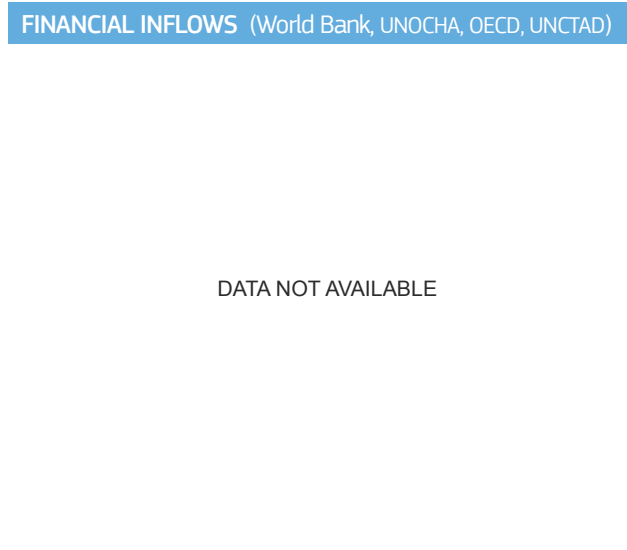 FINANCIAL INFLOWS (World Bank, UNOCHA, OECD, UNCTAD)
DATA NOT AVAILABLE